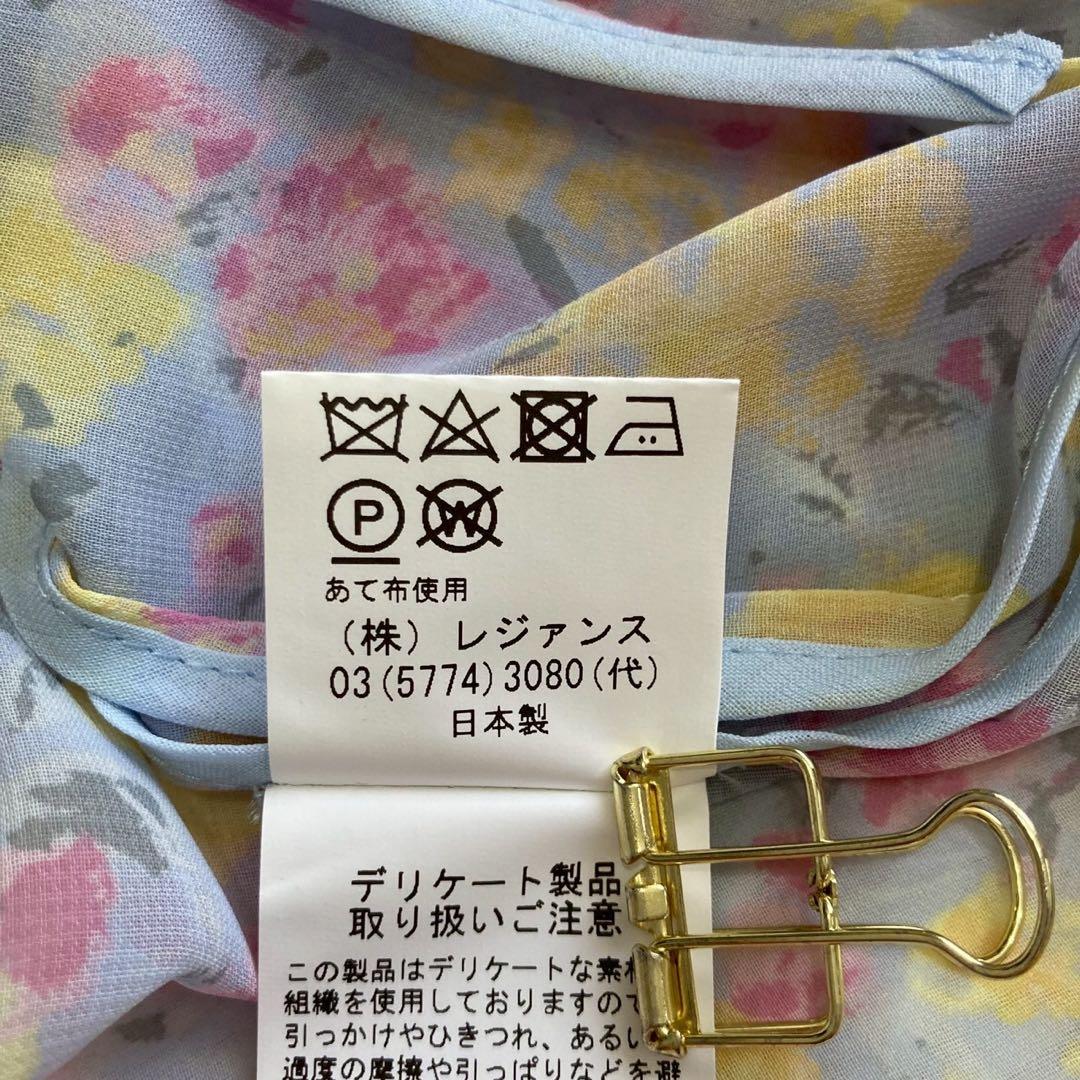 P W
あて布使用
(株) レジァンス
03(5774)3080(代)
日本製
デリケート製品
取り扱いご注意
この製品はデリケートな素材
組織を使用しておりますので
引っかけやひきつれ、あるい
過度の摩擦や引っぱりなどを避